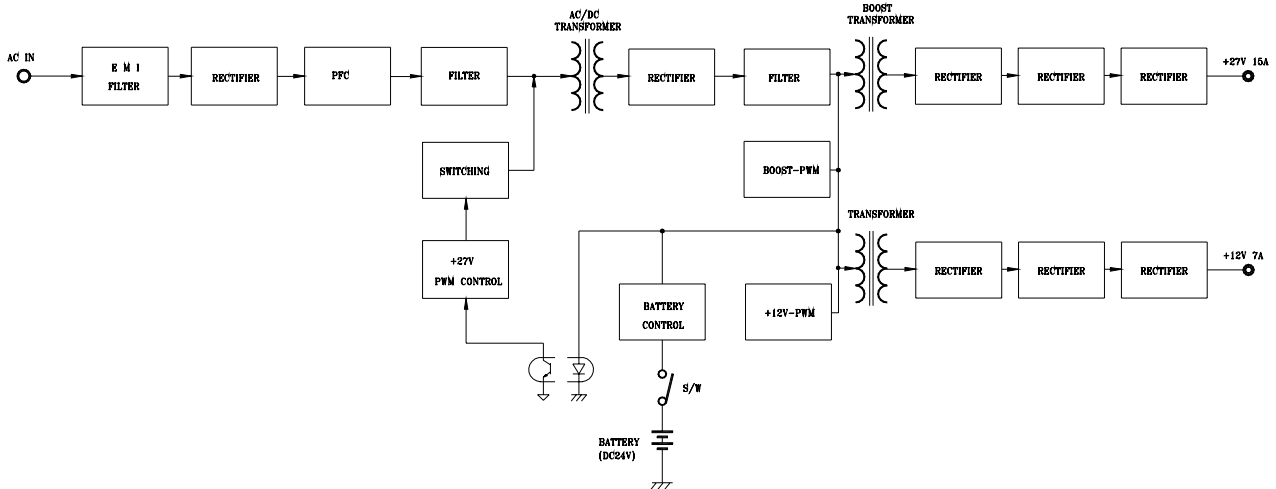 AC IN
E M I
FILTER
RECTIFIER
PFC
FILTER
AC/DC
TRANSFORMER
RECTIFIER
FILTER
BOOST
TRANSFORMER
RECTIFIER
RECTIFIER
RECTIFIER
+27V 15A
SWITCHING
BOOST-PWM
+27V
PWM CONTROL
TRANSFORMER
RECTIFIER
RECTIFIER
RECTIFIER
+12V 7A
BATTERY
CONTROL
+12V-PWM
S/W
BATTERY
(DC24V)